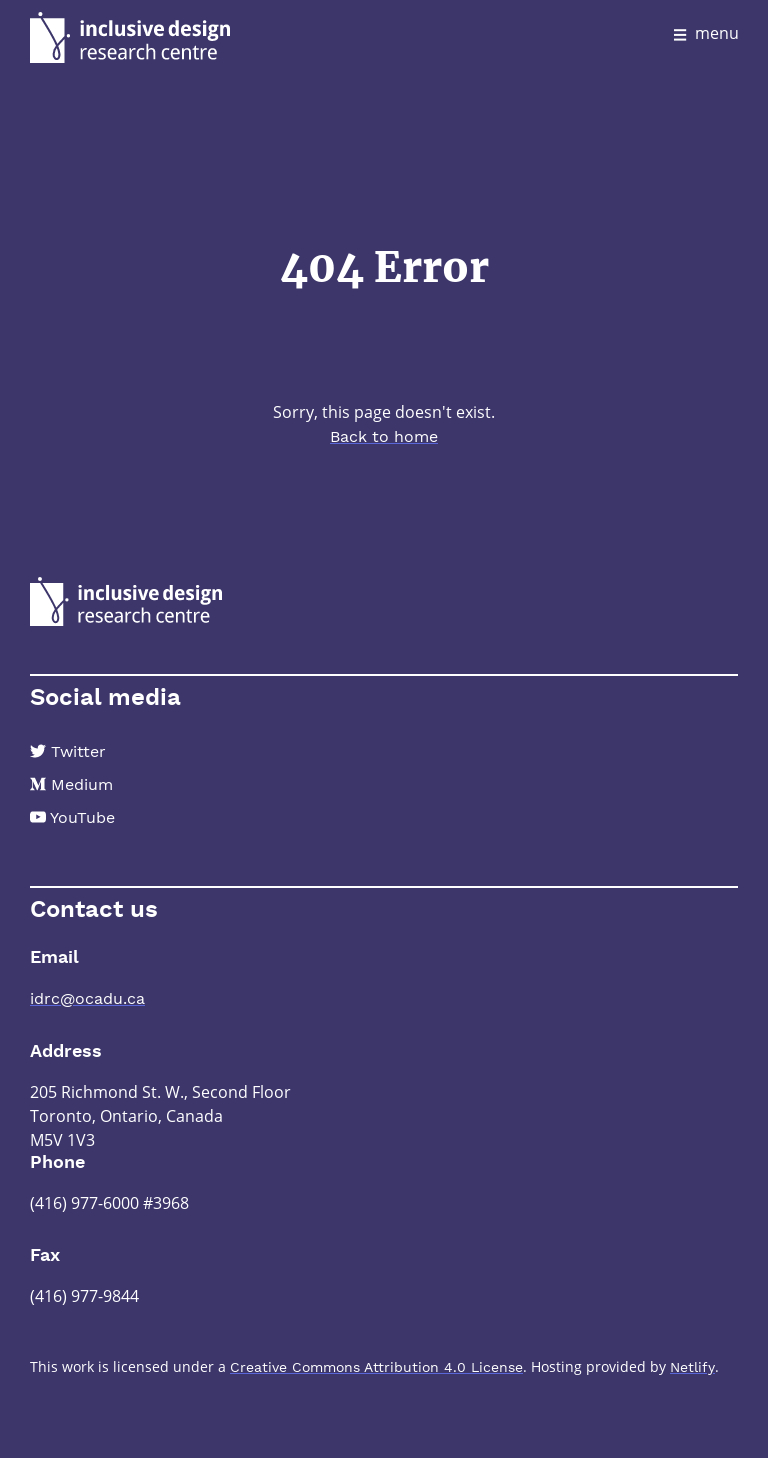 inclusive design
research centre
menu
404 Error
Sorry, this page doesn't exist.
Back to home
inclusive design
research centre
Social media
Twitter
Medium
YouTube
Contact us
Email
idrc@ocadu.ca
Address
205 Richmond St. W., Second Floor
Toronto, Ontario, Canada
M5V 1V3
Phone
(416) 977-6000 #3968
Fax
(416) 977-9844
This work is licensed under a Creative Commons Attribution 4.0 License. Hosting provided by Netlify.